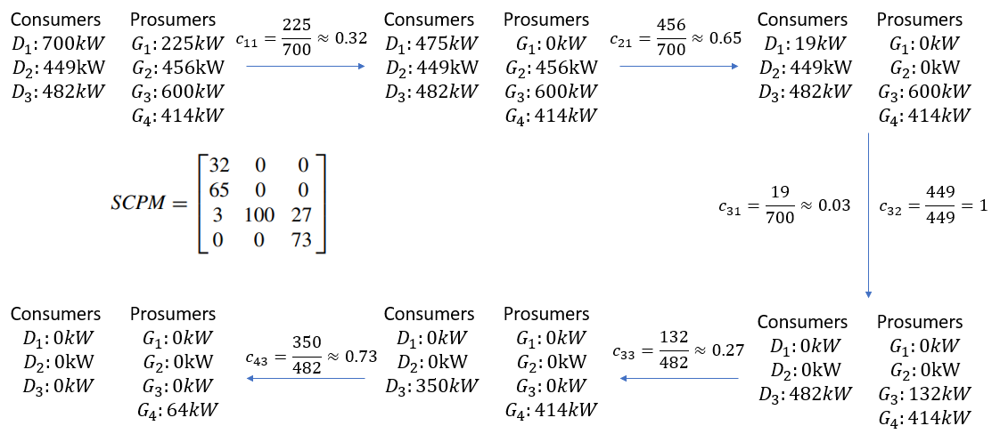 Consumers Prosumers
D₁: 700kW G₁: 225kW
D₂: 449kW G₂: 456kW
D₃: 482kW G₃: 600kW
G₄: 414kW
c₁₁ = 225/700 ≈ 0.32
Consumers Prosumers
D₁: 475kW G₁: 0kW
D₂: 449kW G₂: 456kW
D₃: 482kW G₃: 600kW
G₄: 414kW
c₂₁ = 456/700 ≈ 0.65
Consumers Prosumers
D₁: 19kW G₁: 0kW
D₂: 449kW G₂: 0kW
D₃: 482kW G₃: 600kW
G₄: 414kW
SCPM =
32 0 0
65 0 0
3 100 27
0 0 73
c₃₁ = 19/700 ≈ 0.03
c₃₂ = 449/449 = 1
Consumers Prosumers
D₁: 0kW G₁: 0kW
D₂: 0kW G₂: 0kW
D₃: 482kW G₃: 132kW
G₄: 414kW
c₃₃ = 132/482 ≈ 0.27
Consumers Prosumers
D₁: 0kW G₁: 0kW
D₂: 0kW G₂: 0kW
D₃: 350kW G₃: 0kW
G₄: 414kW
c₄₃ = 350/482 ≈ 0.73
Consumers Prosumers
D₁: 0kW G₁: 0kW
D₂: 0kW G₂: 0kW
D₃: 0kW G₃: 0kW
G₄: 64kW